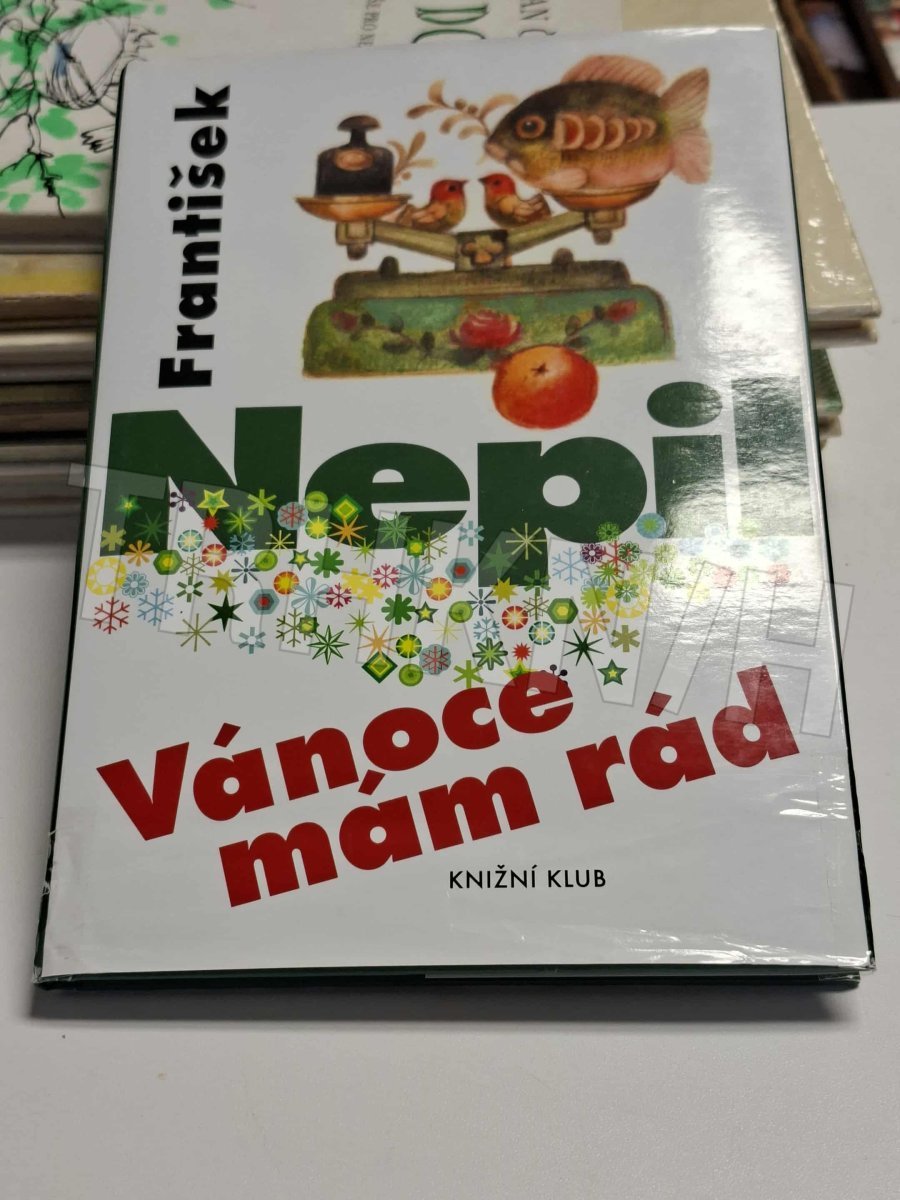 František
Nepil
Vánoce
mám rád
KNIŽNÍ KLUB